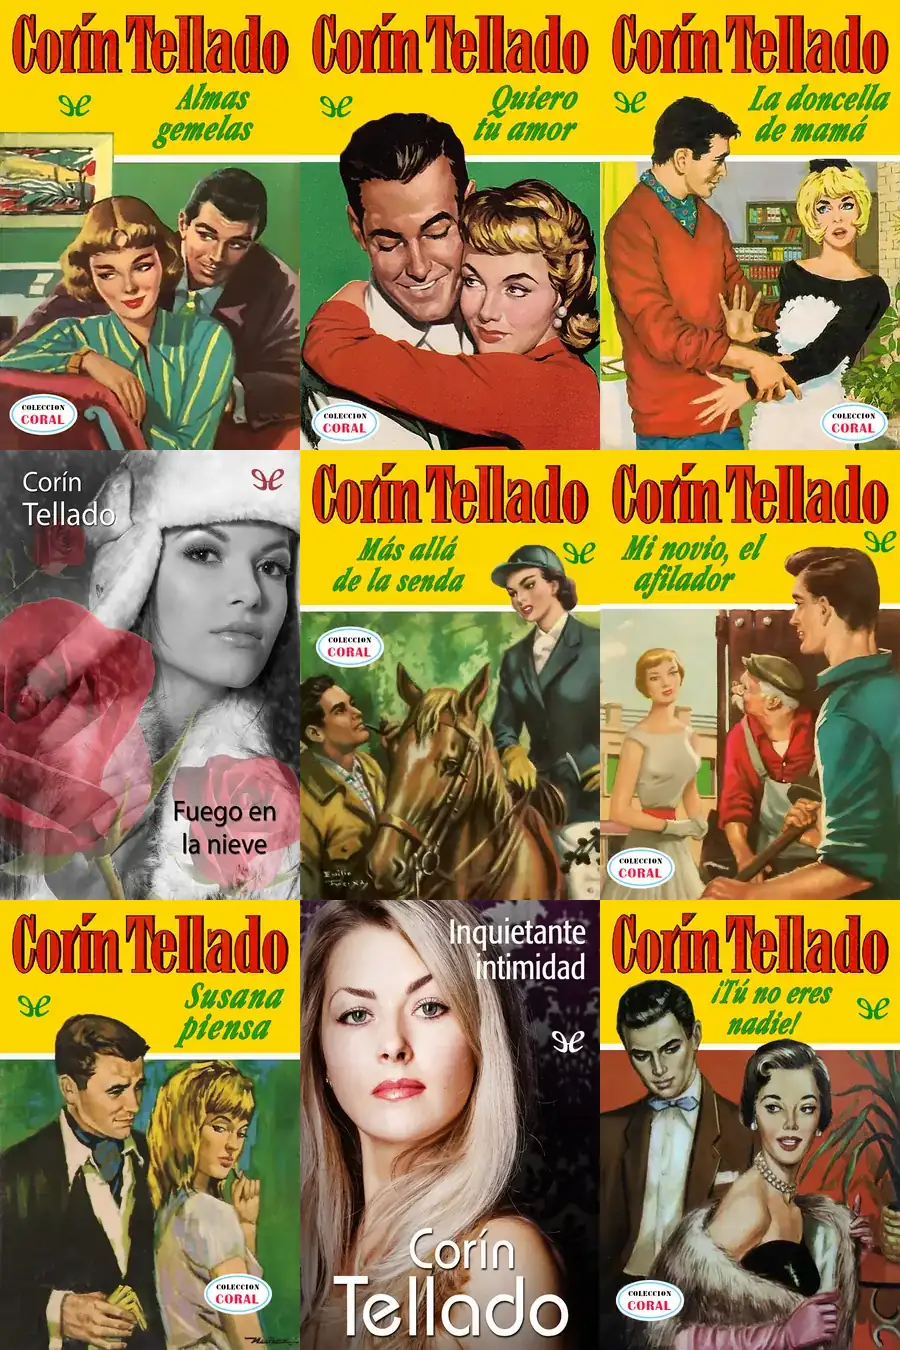 Corín Tellado
Almas
gemelas
COLECCION
CORAL
Corín Tellado
Quiero
tu amor
COLECCION
CORAL
Corín Tellado
La doncella
de mamá
COLECCION
CORAL
Corín
Tellado
Fuego en
la nieve
Corín Tellado
Más allá
de la senda
COLECCION
CORAL
Emilio
Corín Tellado
Mi novio, el
afilador
COLECCION
CORAL
Corín Tellado
Susana
piensa
COLECCION
CORAL
Inquietante
intimidad
Corín
Tellado
Corín Tellado
¡Tú no eres
nadie!
COLECCION
CORAL